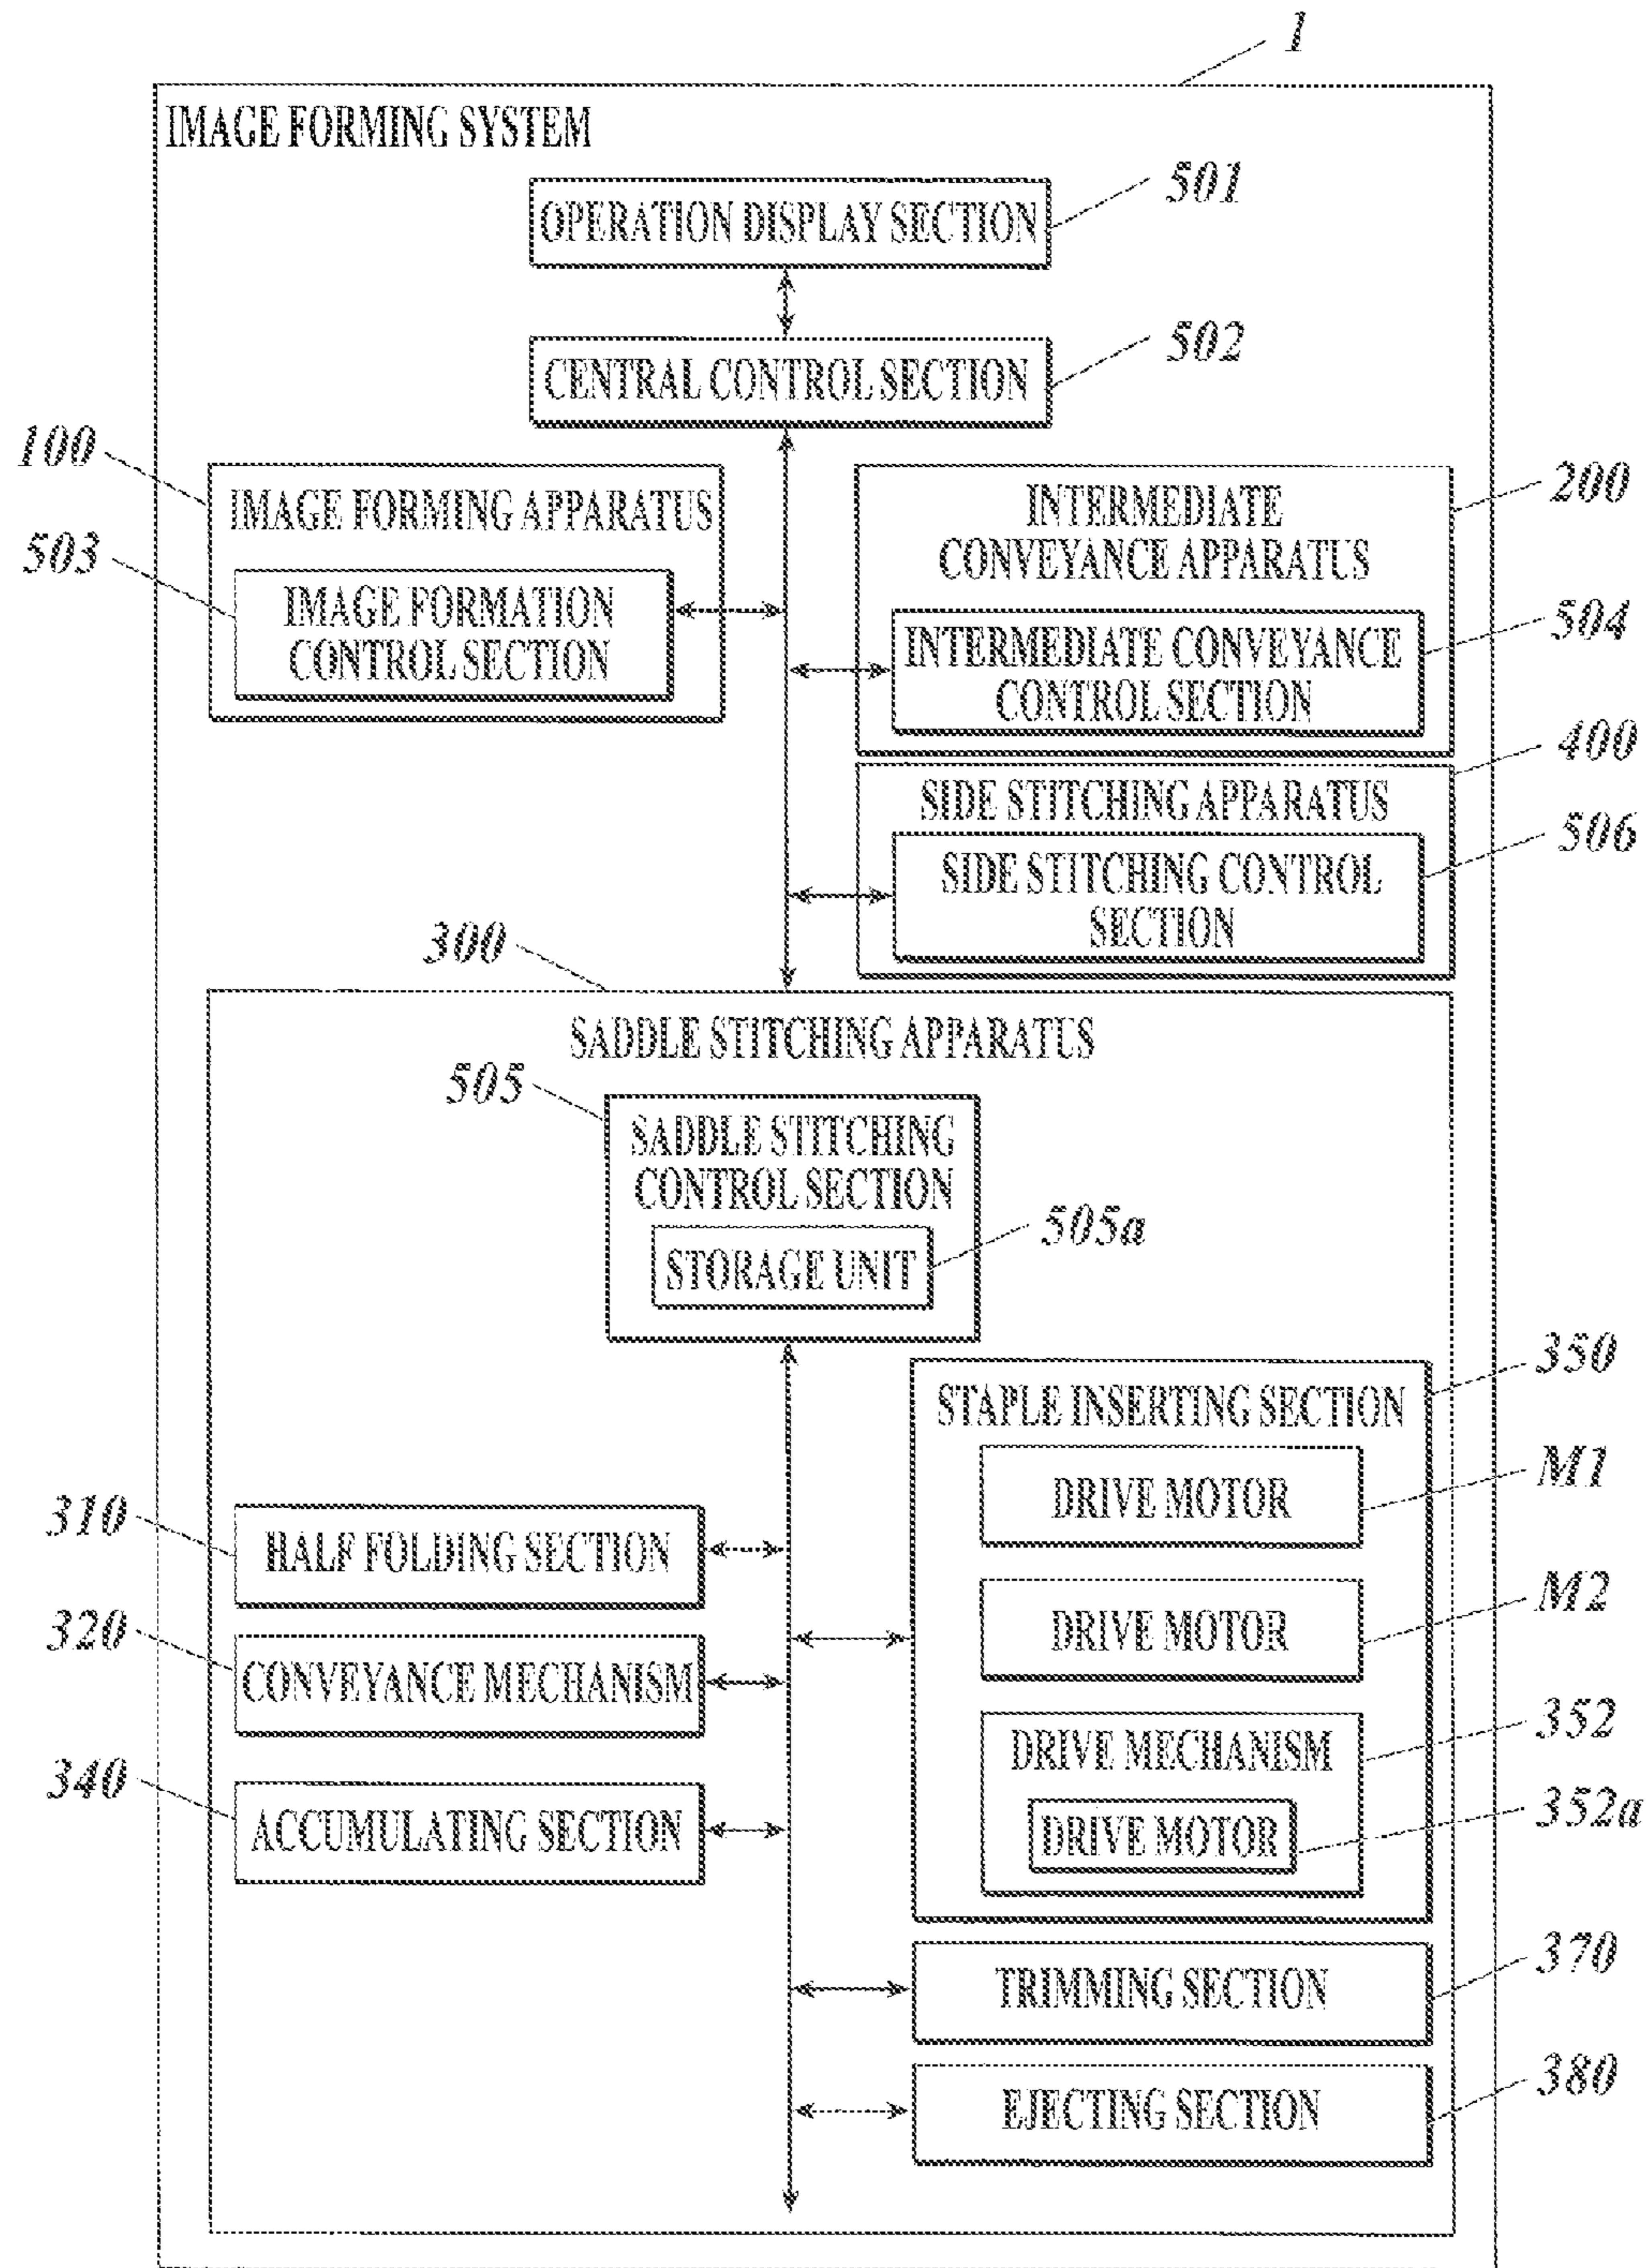 1
IMAGE FORMING SYSTEM
501
OPERATION DISPLAY SECTION
502
CENTRAL CONTROL SECTION
100
IMAGE FORMING APPARATUS
503
IMAGE FORMATION
CONTROL SECTION
200
INTERMEDIATE
CONVEYANCE APPARATUS
504
INTERMEDIATE CONVEYANCE
CONTROL SECTION
400
SIDE STITCHING APPARATUS
506
SIDE STITCHING CONTROL
SECTION
300
SADDLE STITCHING APPARATUS
505
SADDLE STITCHING
CONTROL SECTION
505a
STORAGE UNIT
350
STAPLE INSERTING SECTION
M1
DRIVE MOTOR
310
HALF FOLDING SECTION
M2
DRIVE MOTOR
320
CONVEYANCE MECHANISM
352
DRIVE MECHANISM
340
ACCUMULATING SECTION
352a
DRIVE MOTOR
370
TRIMMING SECTION
380
EJECTING SECTION